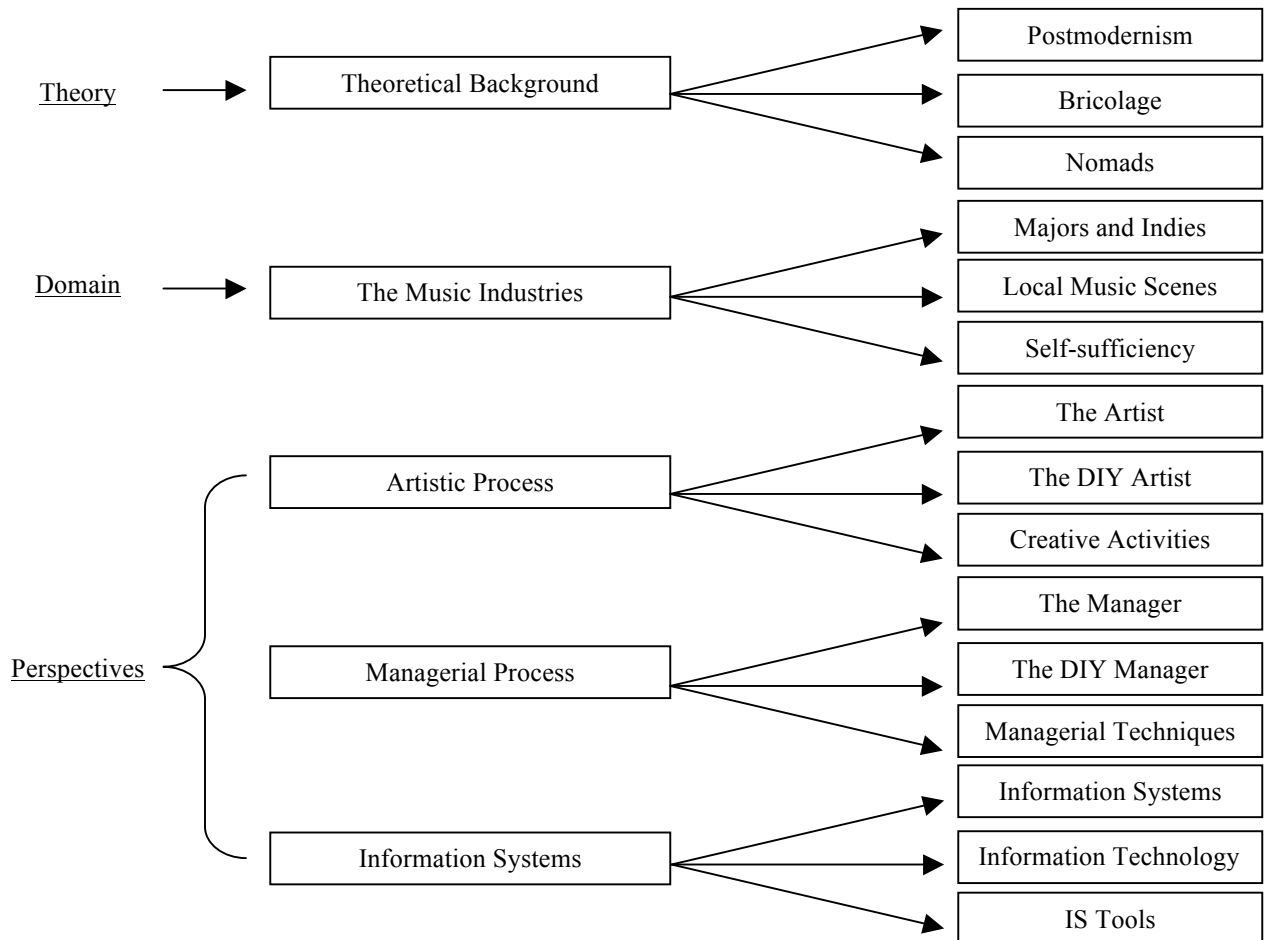 Theory
Theoretical Background
Postmodernism
Bricolage
Nomads
Domain
The Music Industries
Majors and Indies
Local Music Scenes
Self-sufficiency
Perspectives
Artistic Process
The Artist
The DIY Artist
Creative Activities
Managerial Process
The Manager
The DIY Manager
Managerial Techniques
Information Systems
Information Systems
Information Technology
IS Tools